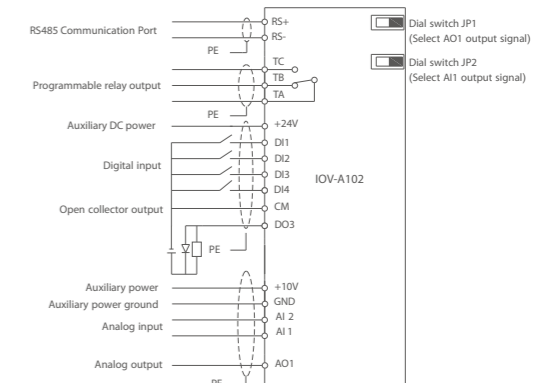 RS485 Communication Port
RS+
RS-
PE
Dial switch JP1
(Select AO1 output signal)
Dial switch JP2
(Select AI1 output signal)
Programmable relay output
TC
TB
TA
PE
Auxiliary DC power
+24V
Digital input
DI1
DI2
DI3
DI4
IOV-A102
Open collector output
CM
DO3
PE
Auxiliary power
+10V
Auxiliary power ground
GND
Analog input
AI 2
AI 1
Analog output
AO1
PE